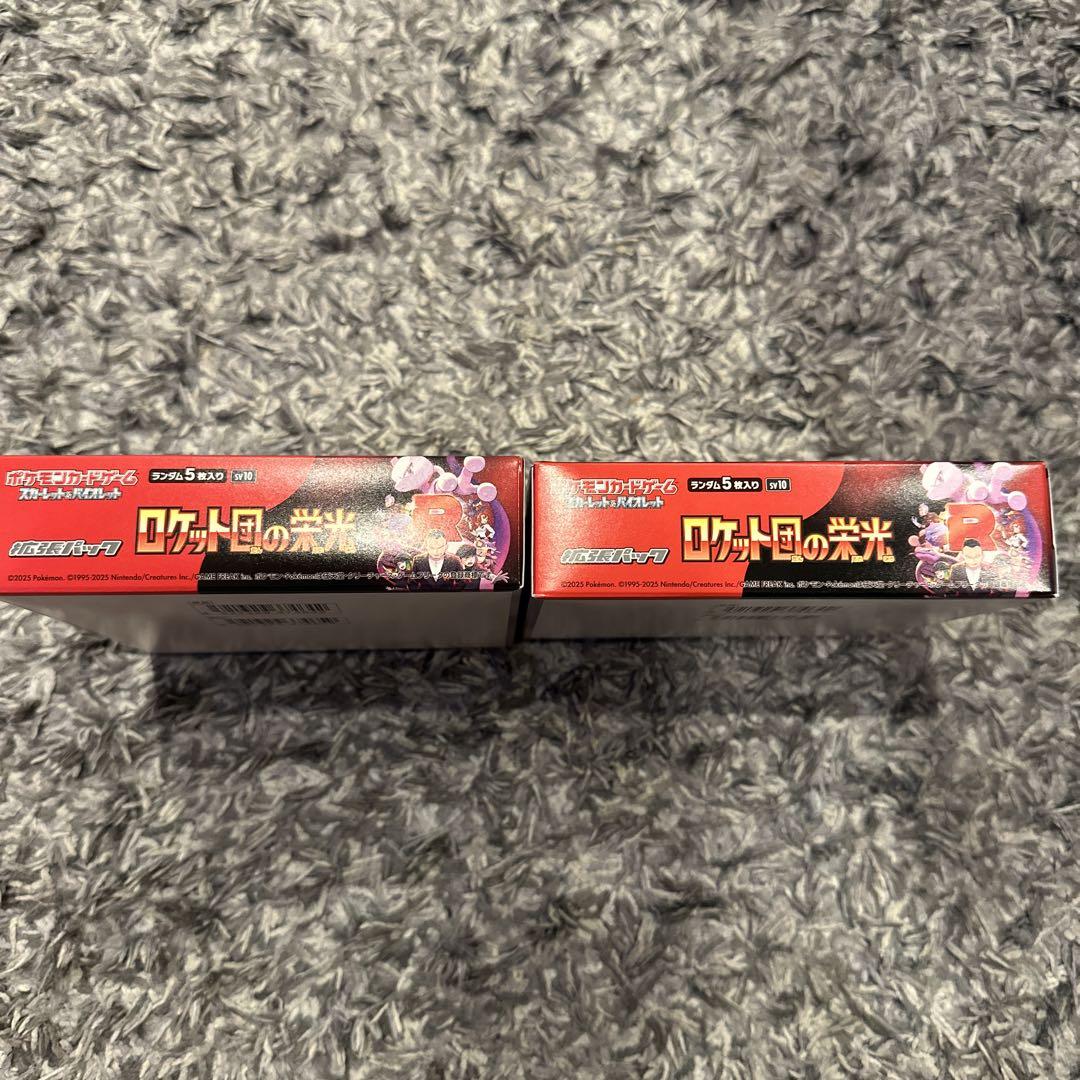 ポケモンカードゲーム
スカーレット&バイオレット
ランダム5枚入り
sv10
拡張パック
ロケット団の栄光
R
©2025 Pokémon. ©1995-2025 Nintendo/Creatures Inc./GAME FREAK inc.
ポケモンカードゲーム
スカーレット&バイオレット
ランダム5枚入り
sv10
拡張パック
ロケット団の栄光
R
©2025 Pokémon. ©1995-2025 Nintendo/Creatures Inc./GAME FREAK inc.